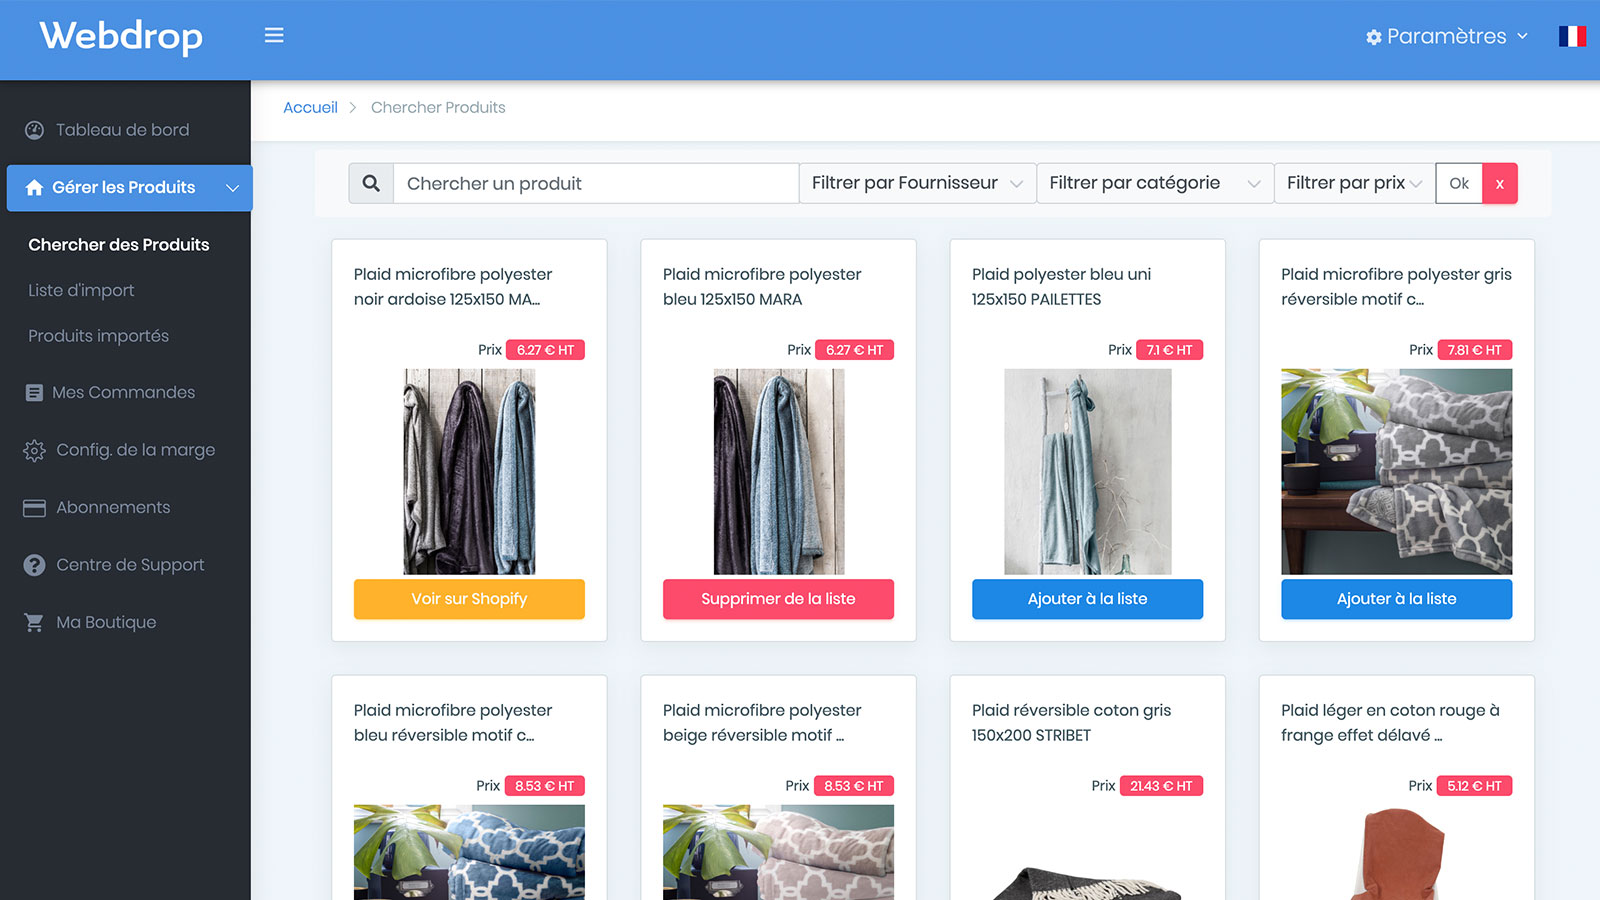 Webdrop
Paramètres
Accueil > Chercher Produits
Tableau de bord
Gérer les Produits
Chercher des Produits
Liste d'import
Produits importés
Mes Commandes
Config. de la marge
Abonnements
Centre de Support
Ma Boutique
Chercher un produit Filtrer par Fournisseur Filtrer par catégorie Filtrer par prix Ok x
Plaid microfibre polyester
noir ardoise 125x150 MA...
Prix 6.27 € HT
Voir sur Shopify
Plaid microfibre polyester
bleu 125x150 MARA
Prix 6.27 € HT
Supprimer de la liste
Plaid polyester bleu uni
125x150 PAILETTES
Prix 7.1 € HT
Ajouter à la liste
Plaid microfibre polyester gris
réversible motif c...
Prix 7.81 € HT
Ajouter à la liste
Plaid microfibre polyester
bleu réversible motif c...
Prix 8.53 € HT
Plaid microfibre polyester
beige réversible motif ...
Prix 8.53 € HT
Plaid réversible coton gris
150x200 STRIBET
Prix 21.43 € HT
Plaid léger en coton rouge à
frange effet délavé ...
Prix 5.12 € HT